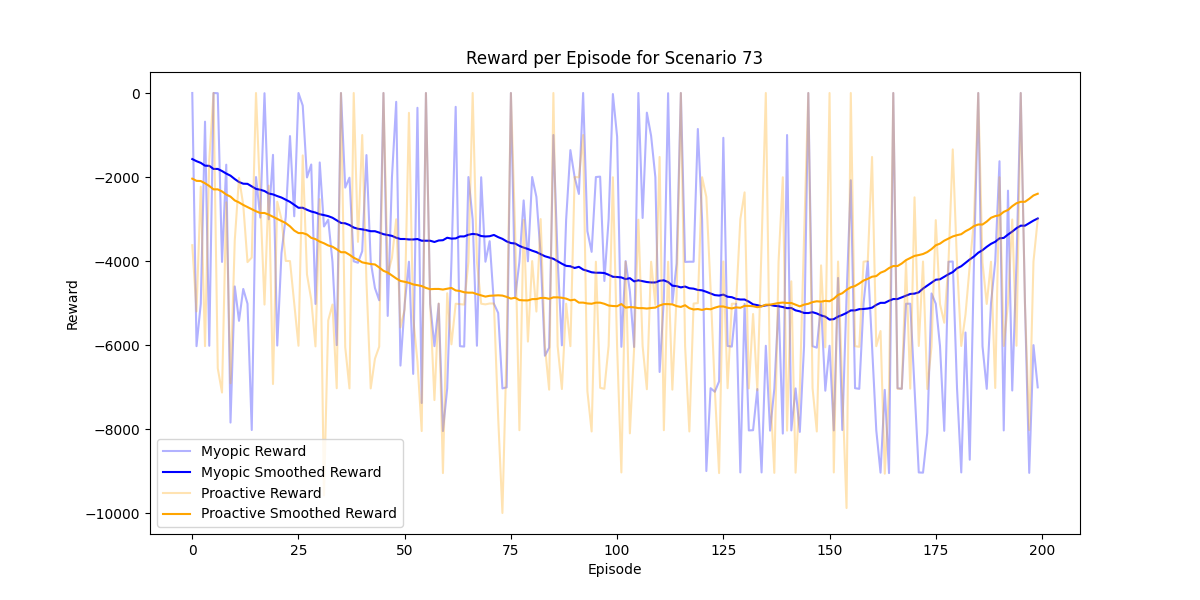 Reward per Episode for Scenario 73
Reward
0
−2000
−4000
−6000
−8000
−10000
Myopic Reward
Myopic Smoothed Reward
Proactive Reward
Proactive Smoothed Reward
0 25 50 75 100 125 150 175 200
Episode